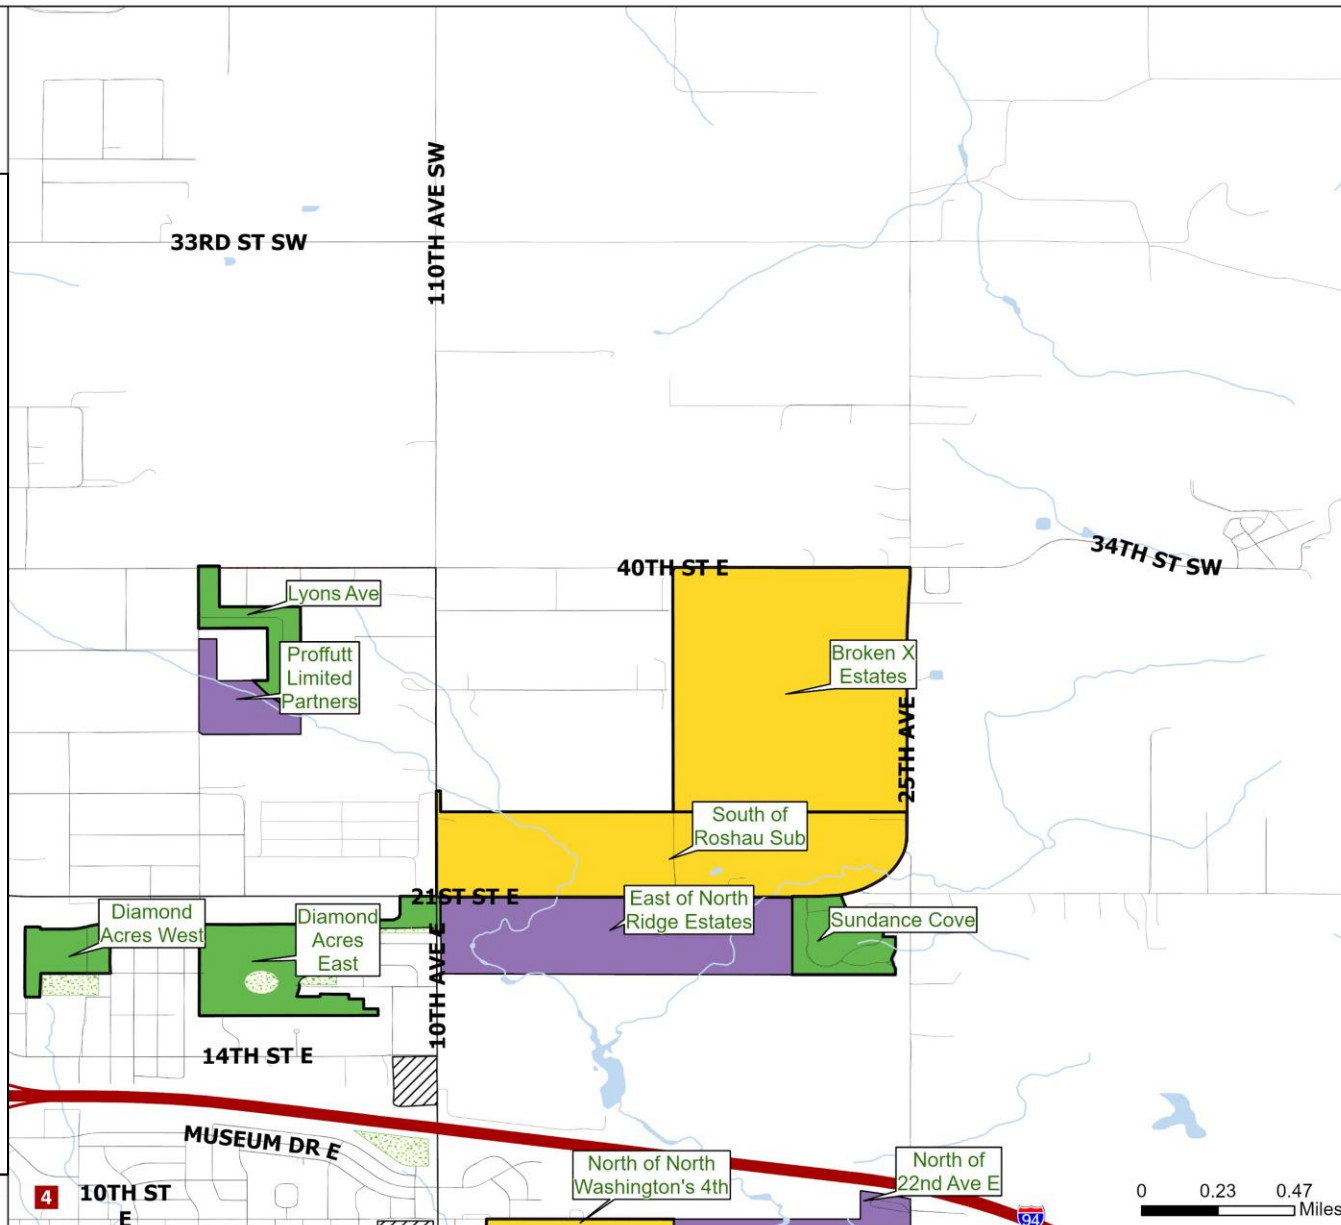 110TH AVE SW
33RD ST SW
34TH ST SW
40TH ST E
Lyons Ave
Proffutt
Limited
Partners
Broken X
Estates
25TH AVE
South of
Roshau Sub
21ST ST E
East of North
Ridge Estates
Sundance Cove
Diamond
Acres West
Diamond
Acres
East
10TH AVE E
14TH ST E
MUSEUM DR E
North of North
Washington's 4th
North of
22nd Ave E
4
10TH ST
E
94
0 0.23 0.47
Miles